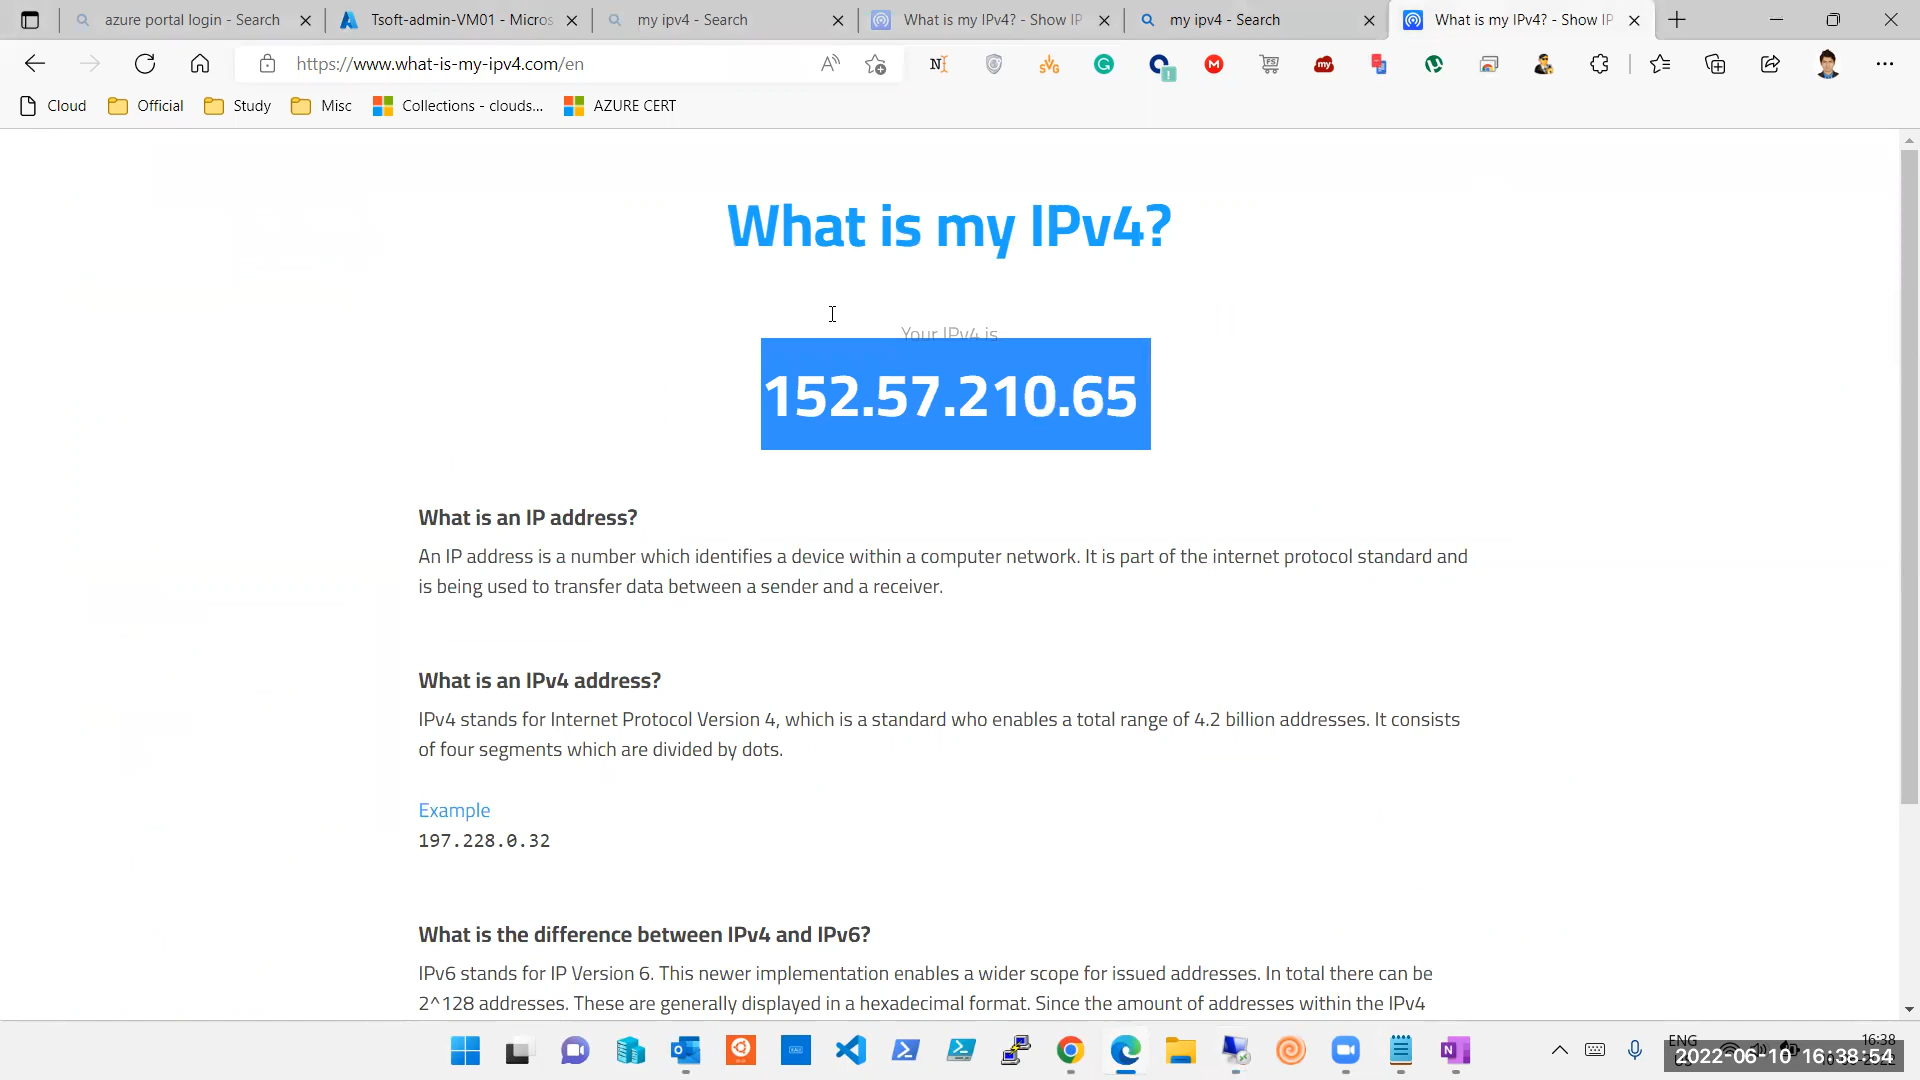 azure portal login - Search
Tsoft-admin-VM01 - Micros
my ipv4 - Search
What is my IPv4? - Show IP
my ipv4 - Search
What is my IPv4? - Show IP
https://www.what-is-my-ipv4.com/en
Cloud
Official
Study
Misc
Collections - clouds...
AZURE CERT
What is my IPv4?
Your IPv4 is
152.57.210.65
What is an IP address?
An IP address is a number which identifies a device within a computer network. It is part of the internet protocol standard and
is being used to transfer data between a sender and a receiver.
What is an IPv4 address?
IPv4 stands for Internet Protocol Version 4, which is a standard who enables a total range of 4.2 billion addresses. It consists
of four segments which are divided by dots.
Example
197.228.0.32
What is the difference between IPv4 and IPv6?
IPv6 stands for IP Version 6. This newer implementation enables a wider scope for issued addresses. In total there can be
2^128 addresses. These are generally displayed in a hexadecimal format. Since the amount of addresses within the IPv4
ENG
16:38
2022-06-10 16:38:54